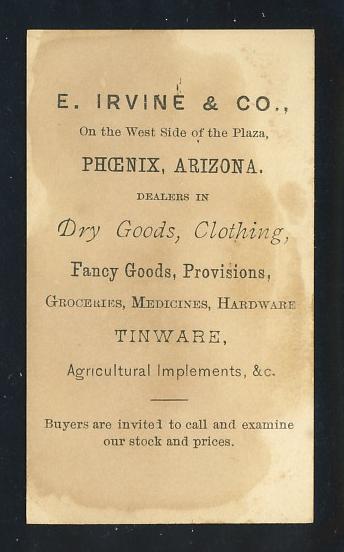 E. IRVINE & CO.,
On the West Side of the Plaza,
PHŒNIX, ARIZONA.
DEALERS IN
Dry Goods, Clothing,
Fancy Goods, Provisions,
GROCERIES, MEDICINES, HARDWARE
TINWARE,
Agricultural Implements, &c.
Buyers are invited to call and examine
our stock and prices.